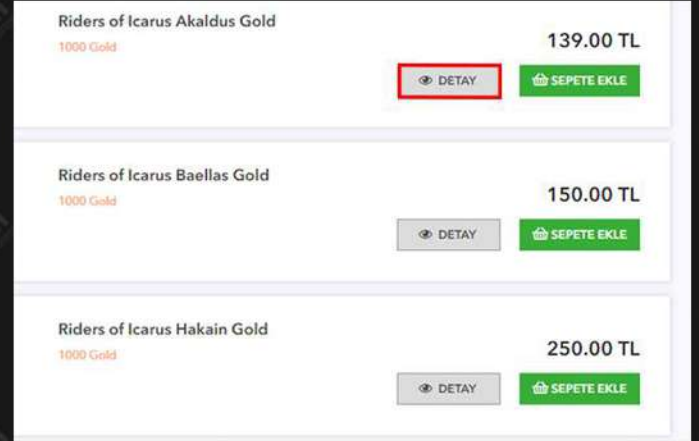 Riders of Icarus Akaldus Gold
1000 Gold
139.00 TL
DETAY
SEPETE EKLE
Riders of Icarus Baellas Gold
1000 Gold
150.00 TL
DETAY
SEPETE EKLE
Riders of Icarus Hakain Gold
1000 Gold
250.00 TL
DETAY
SEPETE EKLE